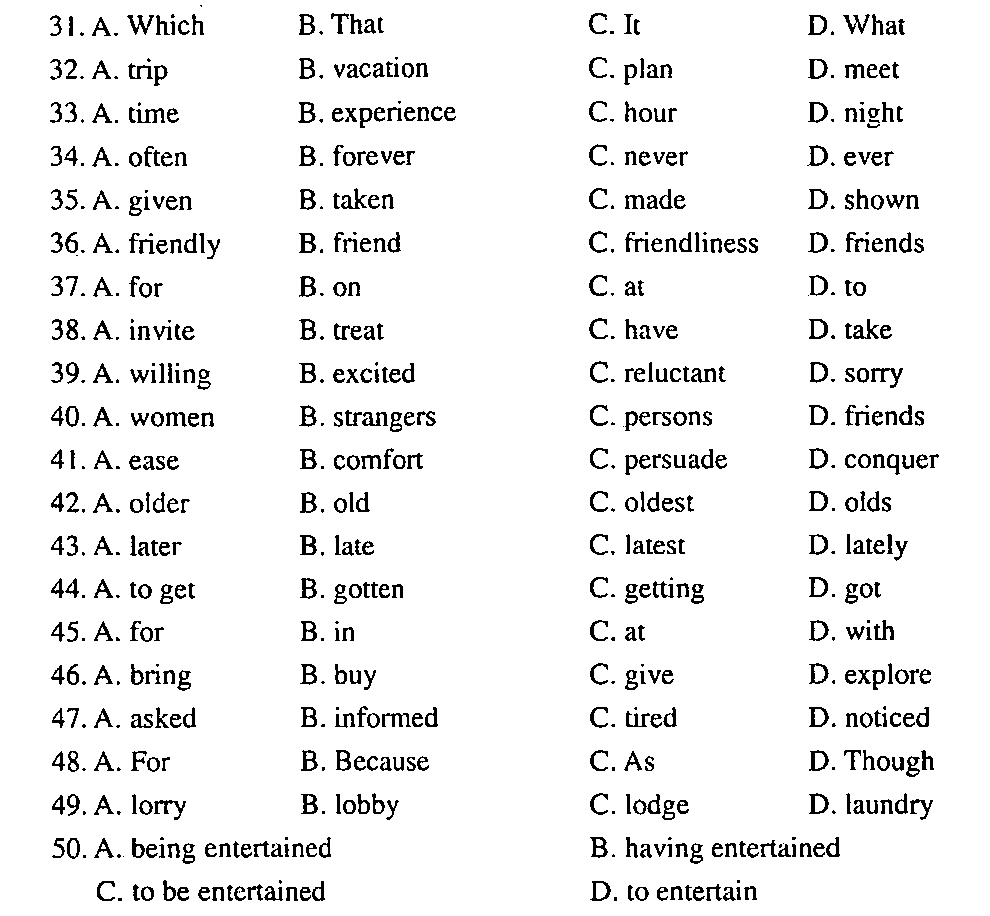 31. A. Which B. That C. It D. What
32. A. trip B. vacation C. plan D. meet
33. A. time B. experience C. hour D. night
34. A. often B. forever C. never D. ever
35. A. given B. taken C. made D. shown
36. A. friendly B. friend C. friendliness D. friends
37. A. for B. on C. at D. to
38. A. invite B. treat C. have D. take
39. A. willing B. excited C. reluctant D. sorry
40. A. women B. strangers C. persons D. friends
41. A. ease B. comfort C. persuade D. conquer
42. A. older B. old C. oldest D. olds
43. A. later B. late C. latest D. lately
44. A. to get B. gotten C. getting D. got
45. A. for B. in C. at D. with
46. A. bring B. buy C. give D. explore
47. A. asked B. informed C. tired D. noticed
48. A. For B. Because C. As D. Though
49. A. lorry B. lobby C. lodge D. laundry
50. A. being entertained B. having entertained
C. to be entertained D. to entertain